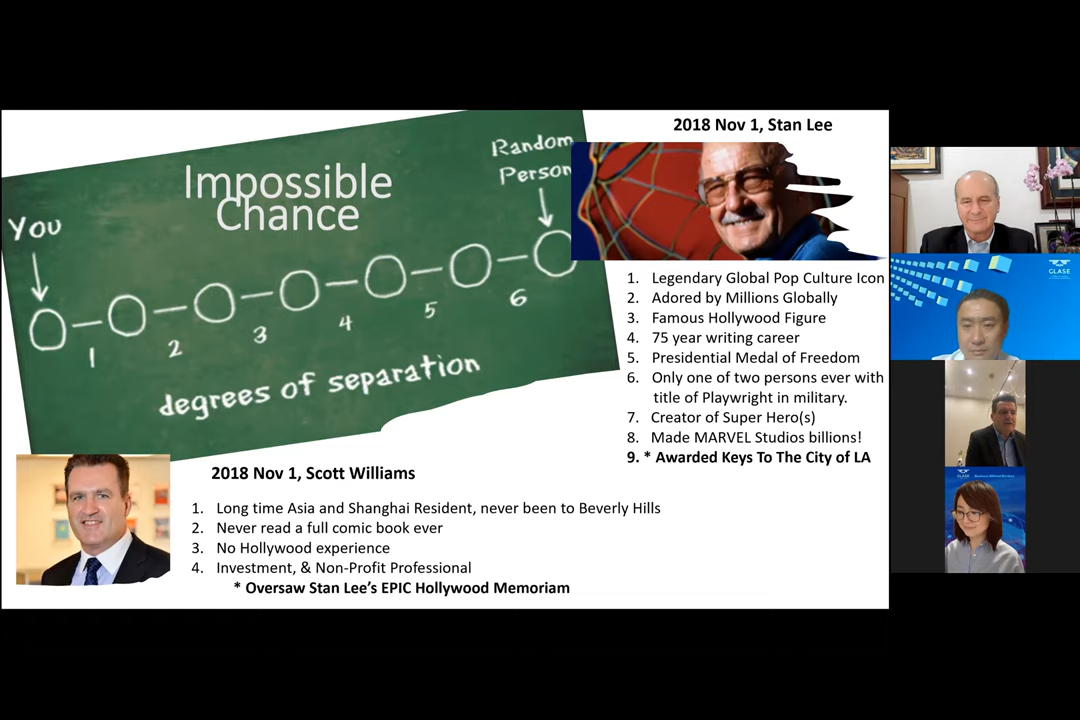 Impossible
Chance
You
Random
Person
1
2
3
4
5
6
degrees of separation
2018 Nov 1, Stan Lee
1. Legendary Global Pop Culture Icon
2. Adored by Millions Globally
3. Famous Hollywood Figure
4. 75 year writing career
5. Presidential Medal of Freedom
6. Only one of two persons ever with
title of Playwright in military.
7. Creator of Super Hero(s)
8. Made MARVEL Studios billions!
9. * Awarded Keys To The City of LA
2018 Nov 1, Scott Williams
1. Long time Asia and Shanghai Resident, never been to Beverly Hills
2. Never read a full comic book ever
3. No Hollywood experience
4. Investment, & Non-Profit Professional
* Oversaw Stan Lee's EPIC Hollywood Memoriam
GLASE